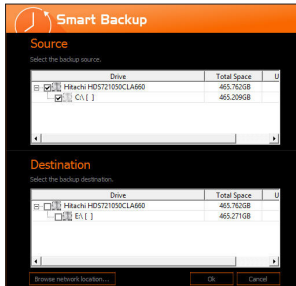 Smart Backup
Source
Select the backup source.
Drive Total Space U
Hitachi HDS721050CLA660 465.762GB
C:\ [ ] 465.209GB
Destination
Select the backup destination.
Drive Total Space U
Hitachi HDS721050CLA660 465.762GB
E:\ [ ] 465.271GB
Browse network location... Ok Cancel